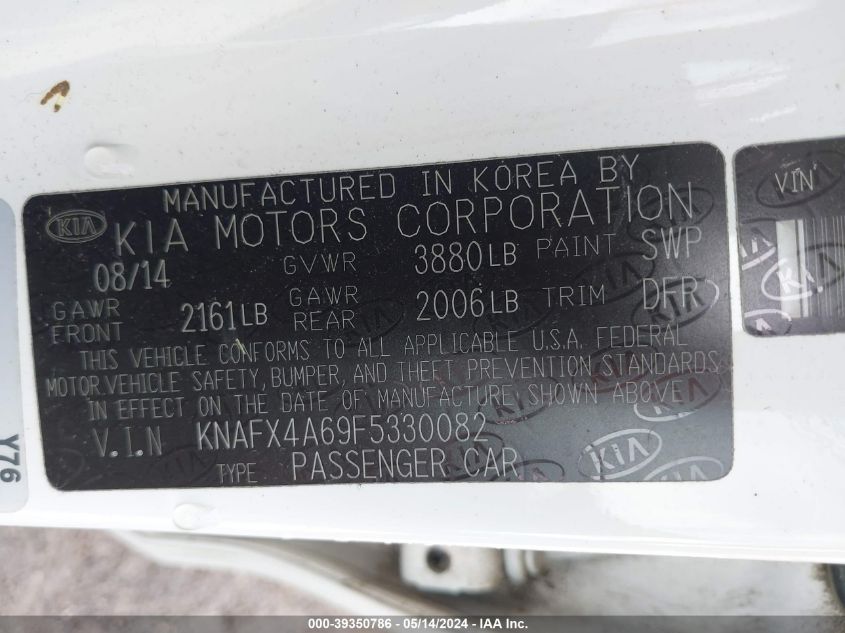 MANUFACTURED IN KOREA BY
KIA KIA MOTORS CORPORATION
08/14 GVWR 3880LB PAINT SWP
GAWR FRONT 2161LB GAWR REAR 2006LB TRIM DFR
THIS VEHICLE CONFORMS TO ALL APPLICABLE U.S.A. FEDERAL
MOTOR VEHICLE SAFETY, BUMPER, AND THEFT PREVENTION STANDARDS
IN EFFECT ON THE DATE OF MANUFACTURE, SHOWN ABOVE
V.I.N KNAFX4A69F5330082
TYPE PASSENGER CAR
VIN
Y76
000-39350786 - 05/14/2024 - IAA Inc.